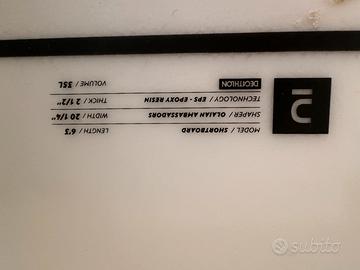 MODEL / SHORTBOARD
LENGTH / 6'3
SHAPER / OLAIAN AMBASSADORS
WIDTH / 20 1/4"
TECHNOLOGY / EPS - EPOXY RESIN
THICK / 2 1/2"
DECATHLON
VOLUME / 35L
subito